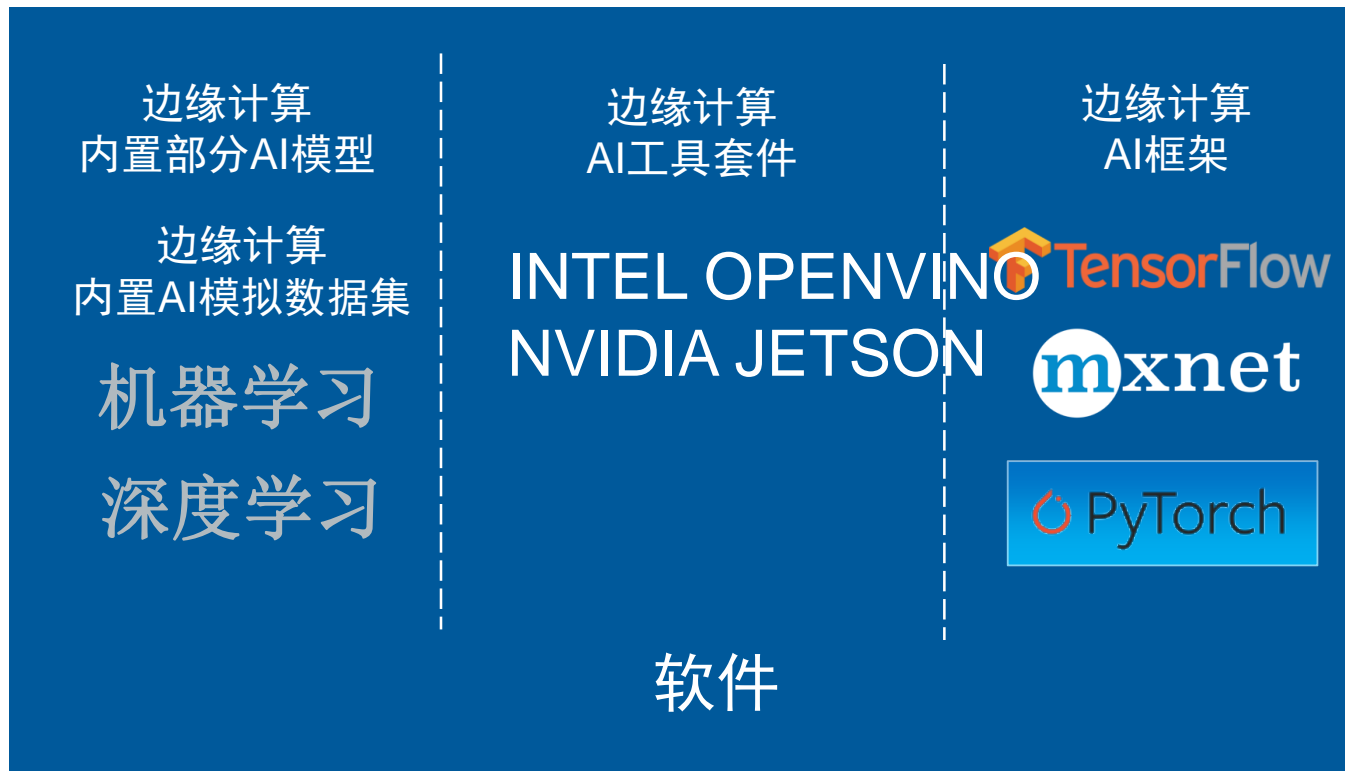 边缘计算
内置部分AI模型
边缘计算
内置AI模拟数据集
机器学习
深度学习
边缘计算
AI工具套件
INTEL OPENVINO
NVIDIA JETSON
边缘计算
AI框架
TensorFlow
mxnet
PyTorch
软件